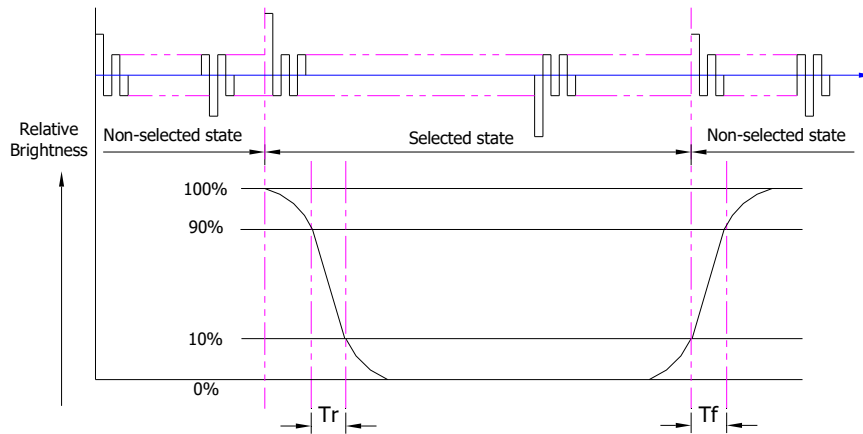 Relative
Brightness
Non-selected state
Selected state
Non-selected state
100%
90%
10%
0%
Tr
Tf